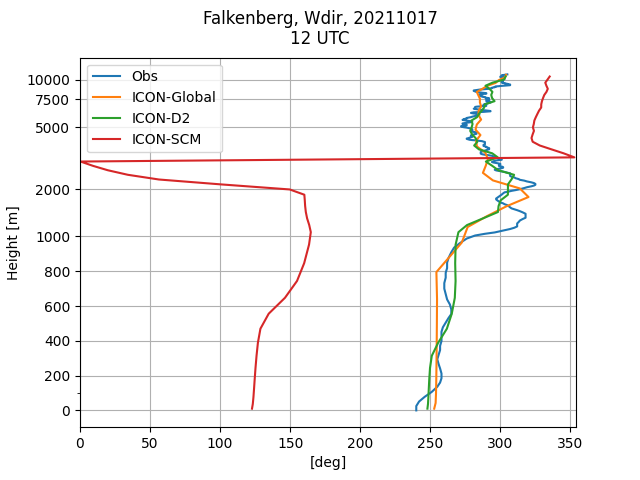 Falkenberg, Wdir, 20211017
12 UTC
Obs
ICON-Global
ICON-D2
ICON-SCM
Height [m]
10000
7500
5000
2000
1000
800
600
400
200
0
0 50 100 150 200 250 300 350
[deg]